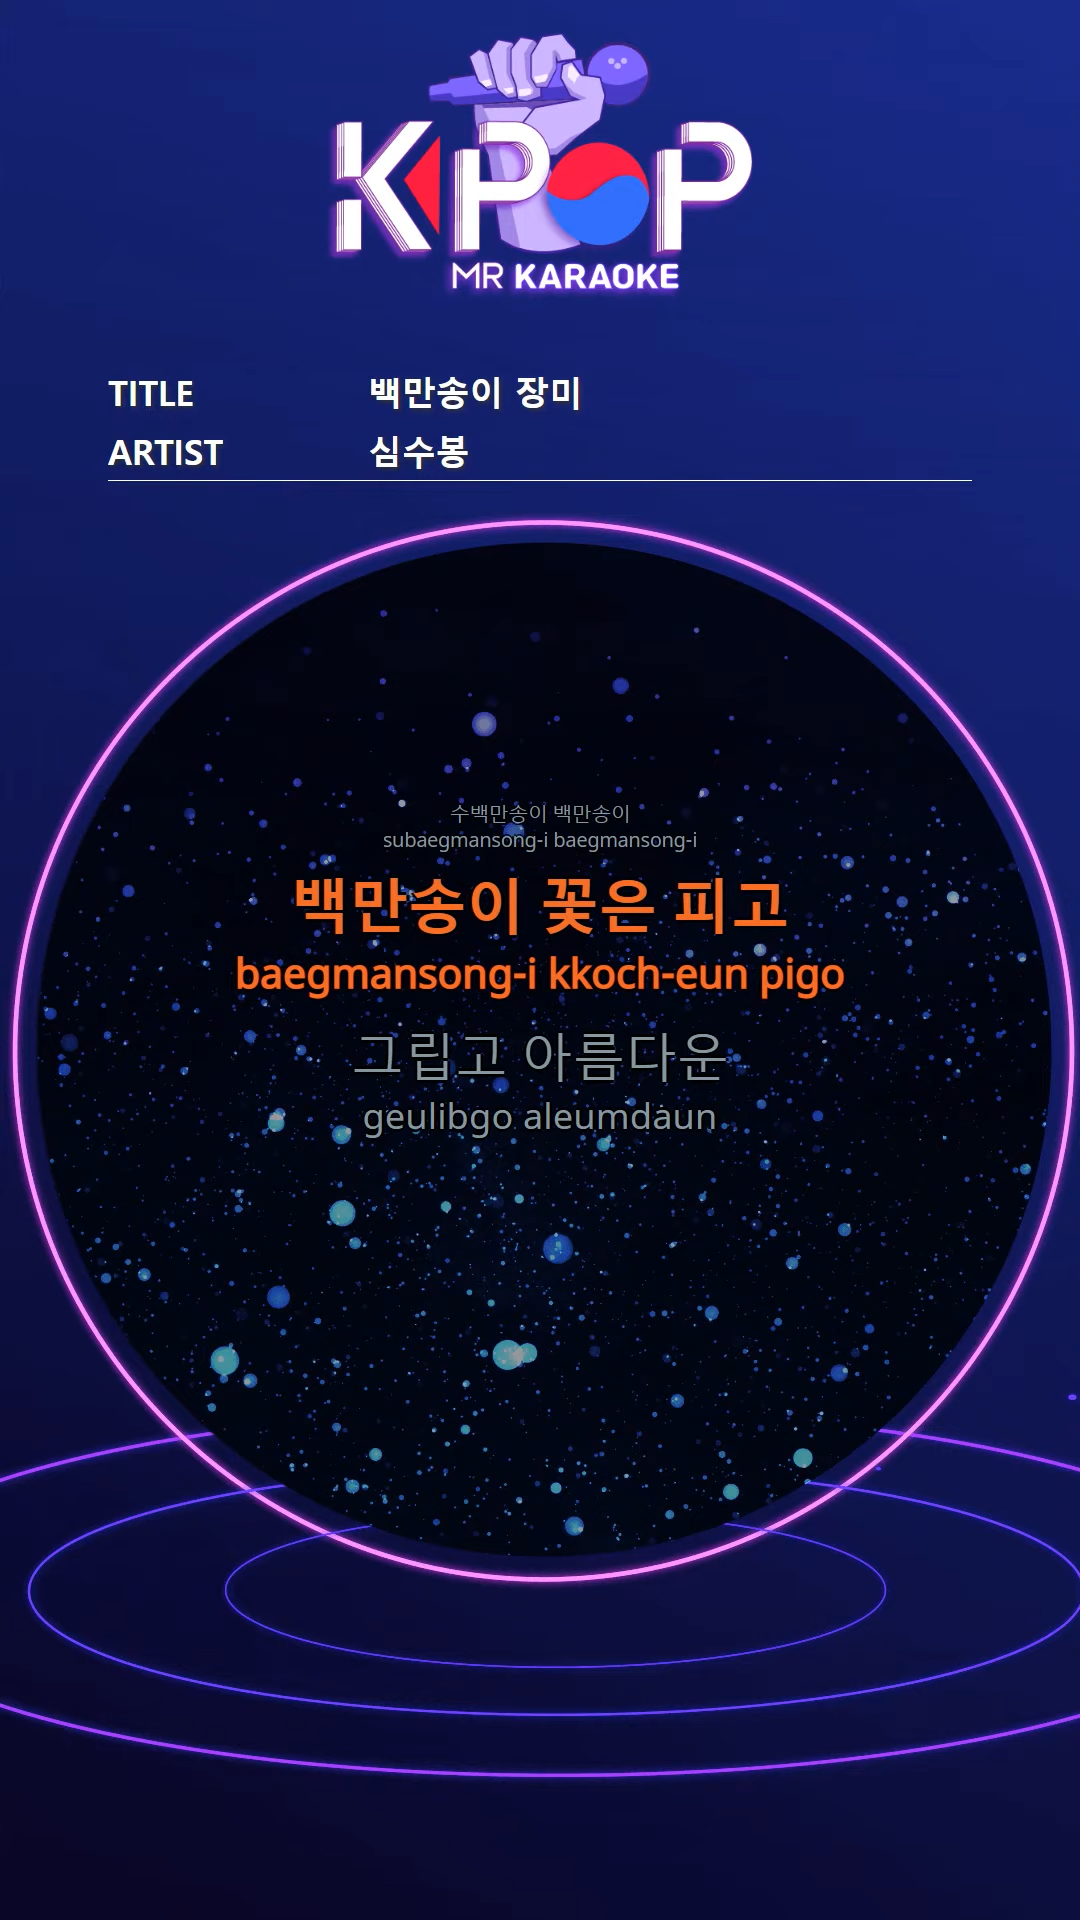 KPOP
MR KARAOKE
TITLE 백만송이 장미
ARTIST 심수봉
수백만송이 백만송이
subaegmansong-i baegmansong-i
백만송이 꽃은 피고
baegmansong-i kkoch-eun pigo
그립고 아름다운
geulibgo aleumdaun